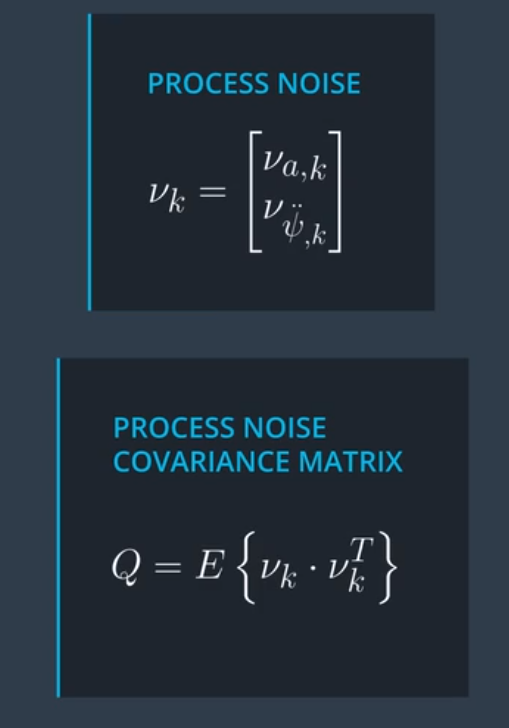 PROCESS NOISE
$\nu_k = \begin{bmatrix} \nu_{a,k} \\ \nu_{\ddot{\psi},k} \end{bmatrix}$
PROCESS NOISE
COVARIANCE MATRIX
$Q = E \left\{ \nu_k \cdot \nu_k^T \right\}$